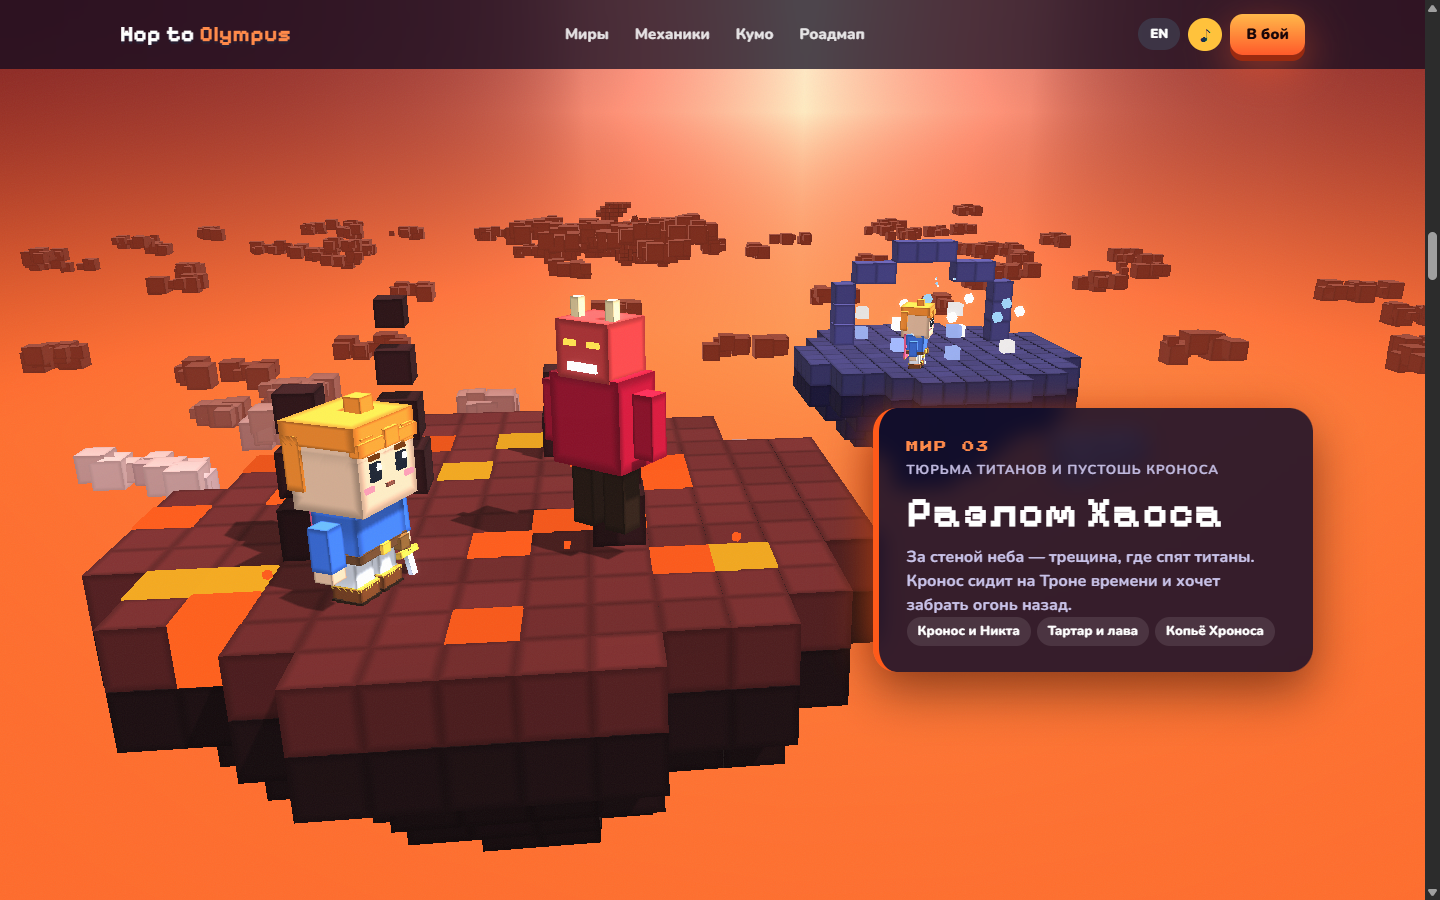 Hop to Olympus
Миры
Механики
Кумо
Роадмап
EN
♪
В бой
МИР 03
ТЮРЬМА ТИТАНОВ И ПУСТОШЬ КРОНОСА
Разлом Хаоса
За стеной неба — трещина, где спят титаны.
Кронос сидит на Троне времени и хочет
забрать огонь назад.
Кронос и Никта
Тартар и лава
Копьё Хроноса